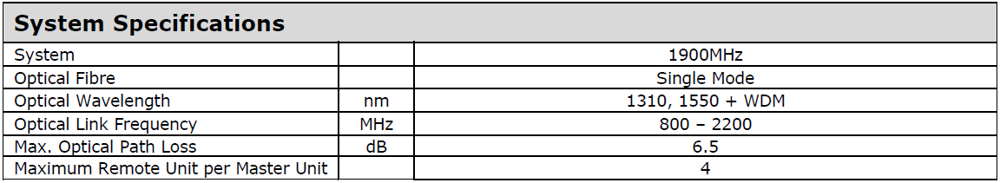 System Specifications
System 1900MHz
Optical Fibre Single Mode
Optical Wavelength nm 1310, 1550 + WDM
Optical Link Frequency MHz 800 – 2200
Max. Optical Path Loss dB 6.5
Maximum Remote Unit per Master Unit 4